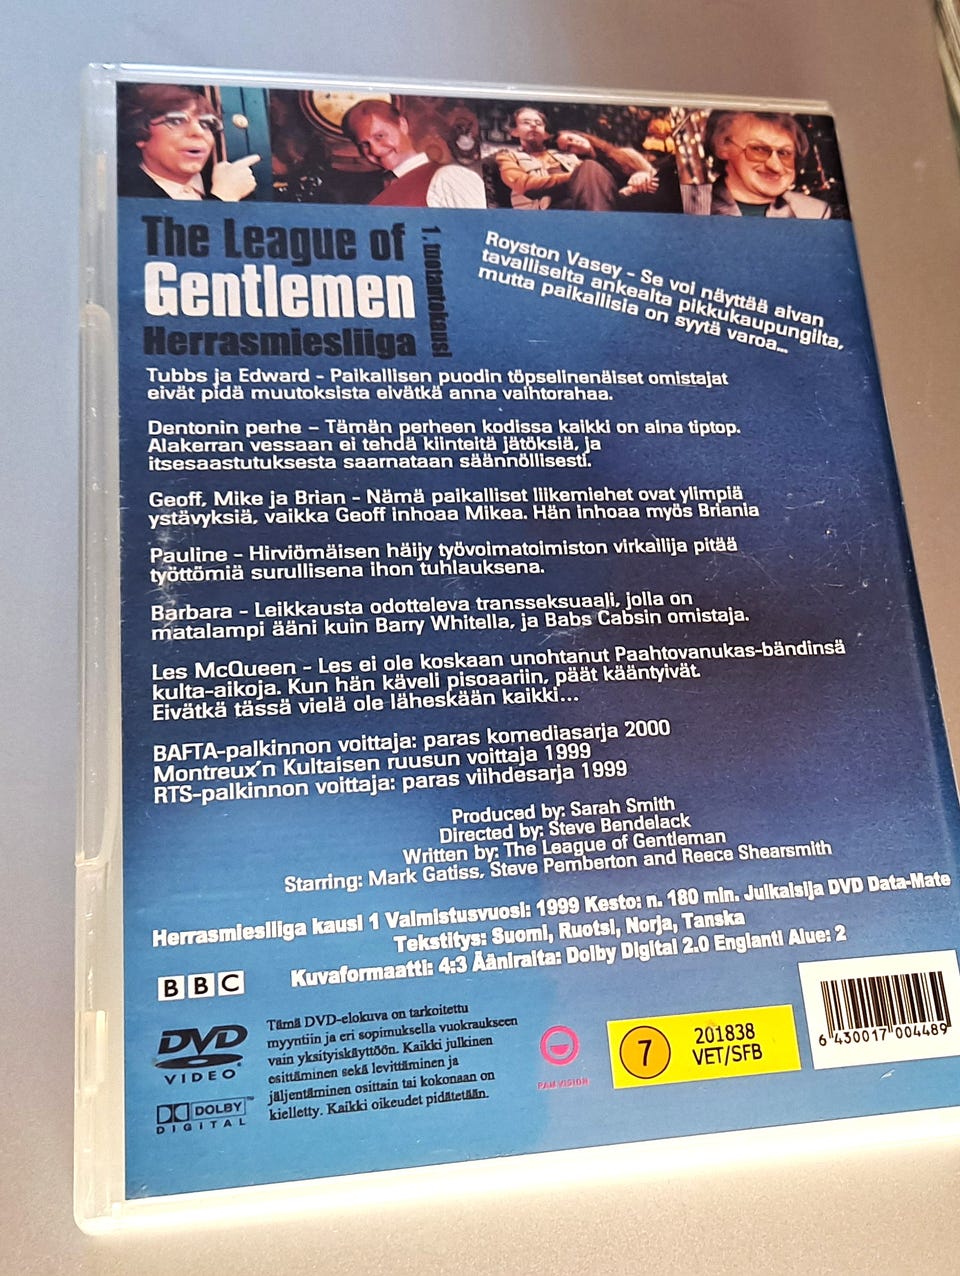 The League of
Gentlemen
Herrasmiesliiga
1. tuotantokausi
Royston Vasey - Se voi näyttää aivan
tavalliselta ankealta pikkukaupungilta,
mutta paikallisia on syytä varoa...
Tubbs ja Edward - Paikallisen puodin töpselinenäiset omistajat
eivät pidä muutoksista eivätkä anna vaihtorahaa.
Dentonin perhe - Tämän perheen kodissa kaikki on aina tiptop.
Alakerran vessaan ei tehdä kiinteitä jätöksiä, ja
itsesaastutuksesta saarnataan säännöllisesti.
Geoff, Mike ja Brian - Nämä paikalliset liikemiehet ovat ylimpiä
ystävyksiä, vaikka Geoff inhoaa Mikea. Hän inhoaa myös Briania
Pauline - Hirviömäisen häijy työvoimatoimiston virkailija pitää
työttömiä surullisena ihon tuhlauksena.
Barbara - Leikkausta odotteleva transseksuaali, jolla on
matalampi ääni kuin Barry Whitella, ja Babs Cabsin omistaja.
Les McQueen - Les ei ole koskaan unohtanut Paahtovanukas-bändinsä
kulta-aikoja. Kun hän käveli pisoaariin, päät kääntyivät.
Eivätkä tässä vielä ole läheskään kaikki...
BAFTA-palkinnon voittaja: paras komediasarja 2000
Montreux'n Kultaisen ruusun voittaja 1999
RTS-palkinnon voittaja: paras viihdesarja 1999
Produced by: Sarah Smith
Directed by: Steve Bendelack
Written by: The League of Gentleman
Starring: Mark Gatiss, Steve Pemberton and Reece Shearsmith
Herrasmiesliiga kausi 1 Valmistusvuosi: 1999 Kesto: n. 180 min. Julkaisija DVD Data-Mate
Tekstitys: Suomi, Ruotsi, Norja, Tanska
Kuvaformaatti: 4:3 Ääniraita: Dolby Digital 2.0 Englanti Alue: 2
BBC
DVD
VIDEO
DOLBY
DIGITAL
Tämä DVD-elokuva on tarkoitettu
myyntiin ja eri sopimuksella vuokraukseen
vain yksityiskäyttöön. Kaikki julkinen
esittäminen sekä levittäminen ja
jäljentäminen osittain tai kokonaan on
kielletty. Kaikki oikeudet pidätetään.
PAN VISION
7
201838
VET/SFB
6 430017 004489